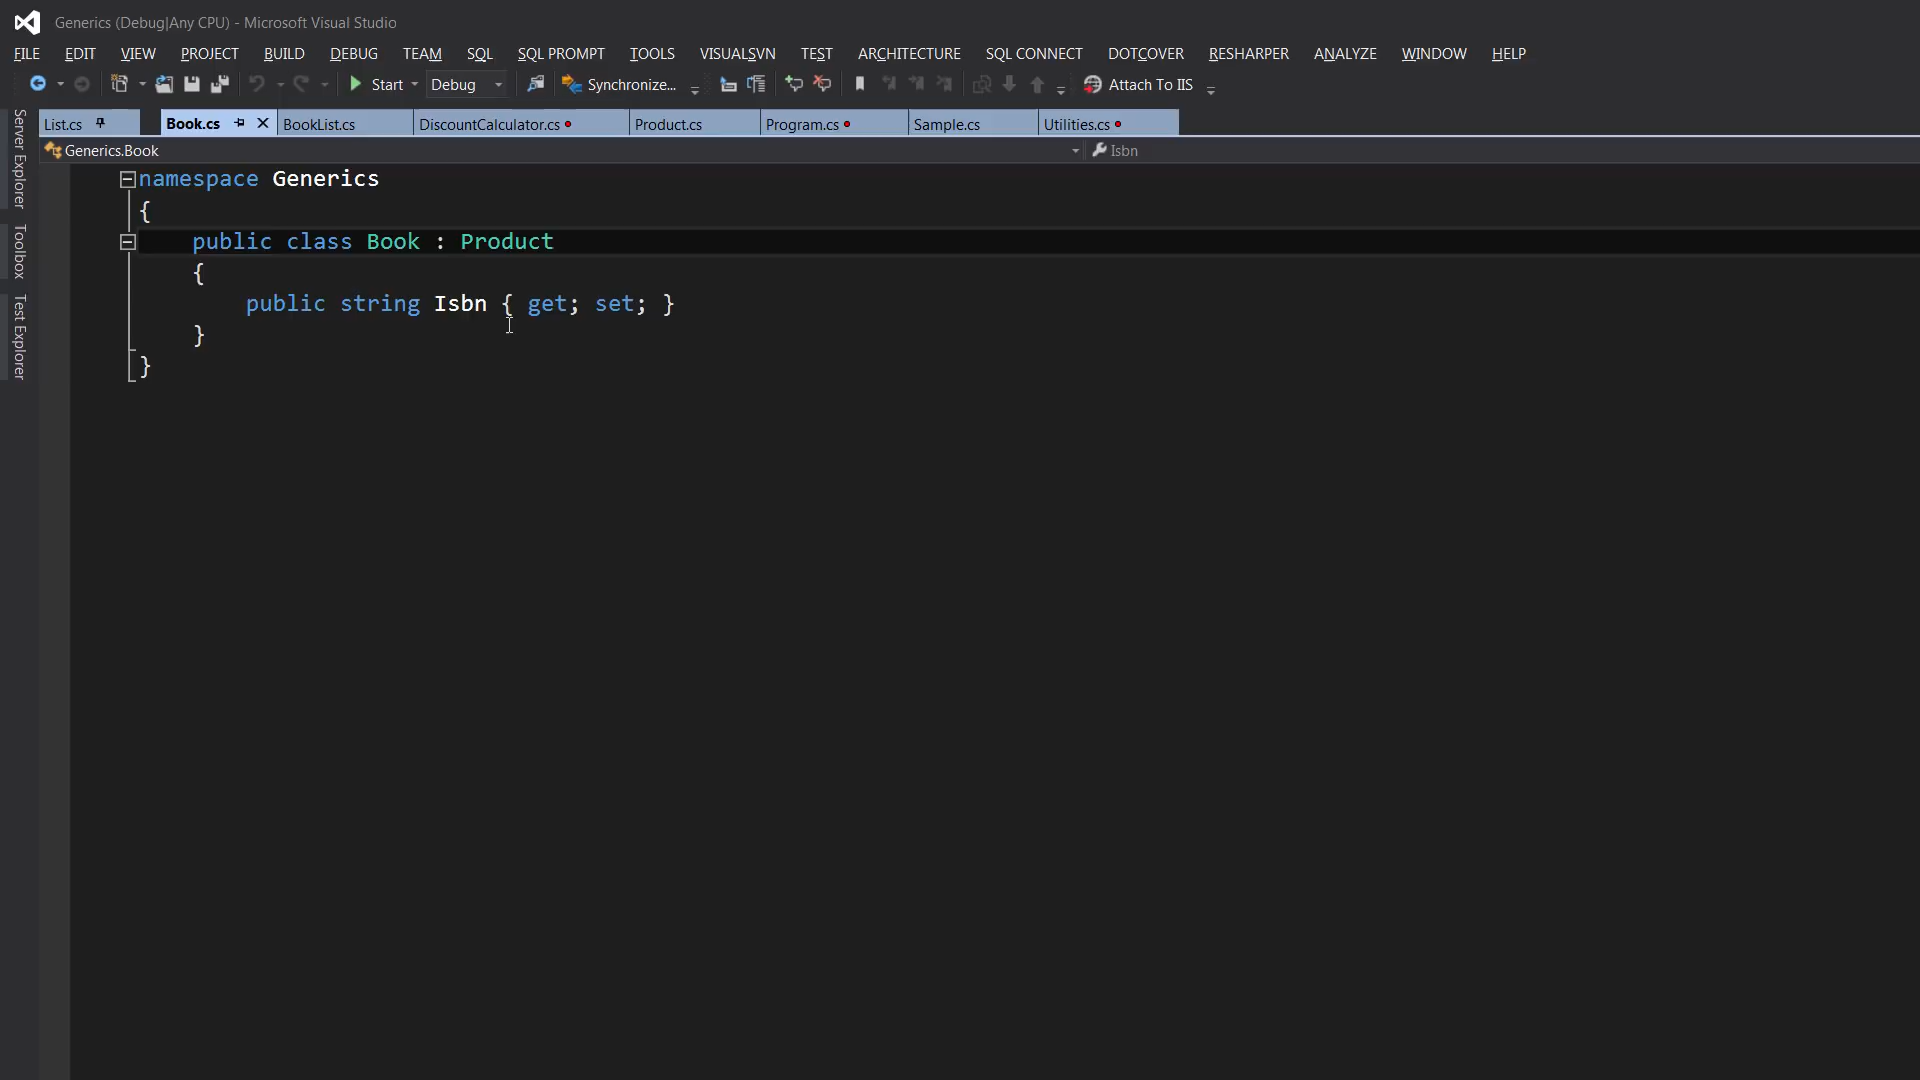 Generics (Debug|Any CPU) - Microsoft Visual Studio
FILE EDIT VIEW PROJECT BUILD DEBUG TEAM SQL SQL PROMPT TOOLS VISUALSVN TEST ARCHITECTURE SQL CONNECT DOTCOVER RESHARPER ANALYZE WINDOW HELP
Start Debug Synchronize... Attach To IIS
List.cs Book.cs BookList.cs DiscountCalculator.cs Product.cs Program.cs Sample.cs Utilities.cs
Generics.Book Isbn
Server Explorer
Toolbox
Test Explorer
namespace Generics
{
public class Book : Product
{
public string Isbn { get; set; }
}
}